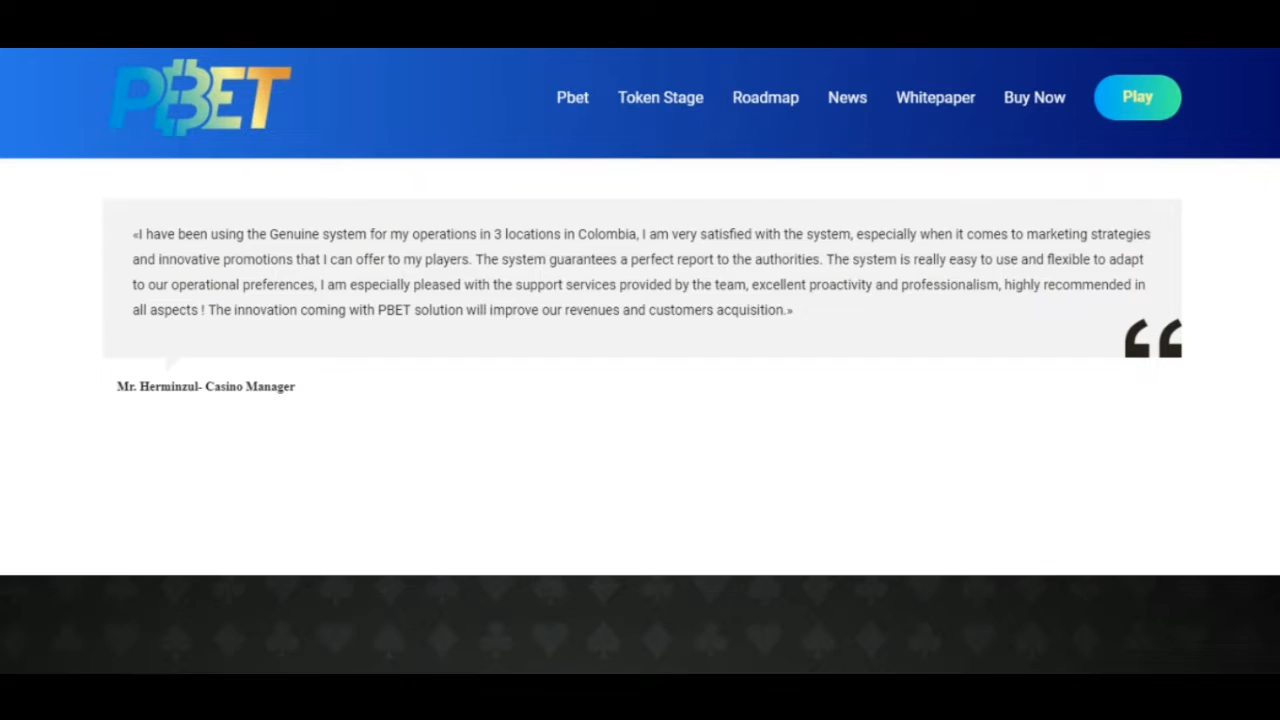 PBET
Pbet Token Stage Roadmap News Whitepaper Buy Now Play
«I have been using the Genuine system for my operations in 3 locations in Colombia, I am very satisfied with the system, especially when it comes to marketing strategies
and innovative promotions that I can offer to my players. The system guarantees a perfect report to the authorities. The system is really easy to use and flexible to adapt
to our operational preferences, I am especially pleased with the support services provided by the team, excellent proactivity and professionalism, highly recommended in
all aspects ! The innovation coming with PBET solution will improve our revenues and customers acquisition.»
Mr. Herminzul- Casino Manager